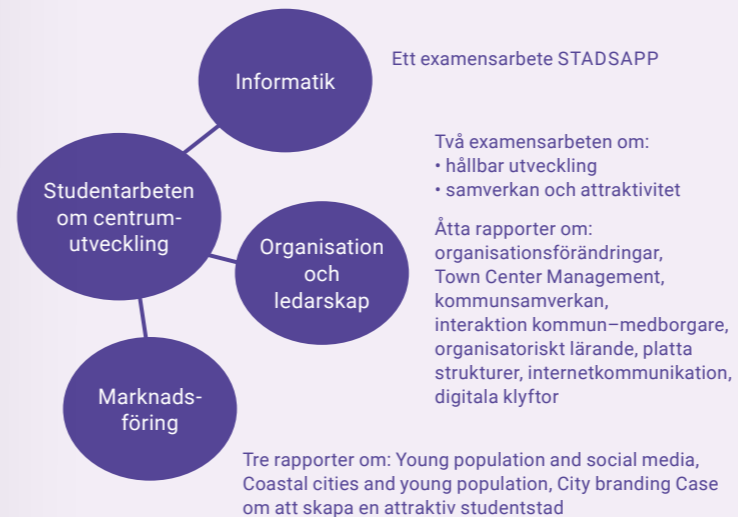 Informatik
Ett examensarbete STADSAPP
Studentarbeten
om centrum-
utveckling
Två examensarbeten om:
• hållbar utveckling
• samverkan och attraktivitet
Organisation
och
ledarskap
Åtta rapporter om:
organisationsförändringar,
Town Center Management,
kommunsamverkan,
interaktion kommun–medborgare,
organisatoriskt lärande, platta
strukturer, internetkommunikation,
digitala klyftor
Marknads-
föring
Tre rapporter om: Young population and social media,
Coastal cities and young population, City branding Case
om att skapa en attraktiv studentstad